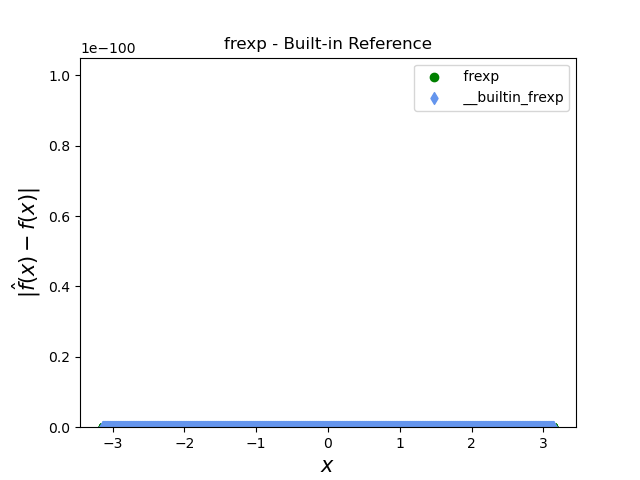 frexp - Built-in Reference
1e−100
1.0
0.8
0.6
0.4
0.2
0.0
|f̂(x) − f(x)|
frexp
__builtin_frexp
−3
−2
−1
0
1
2
3
x